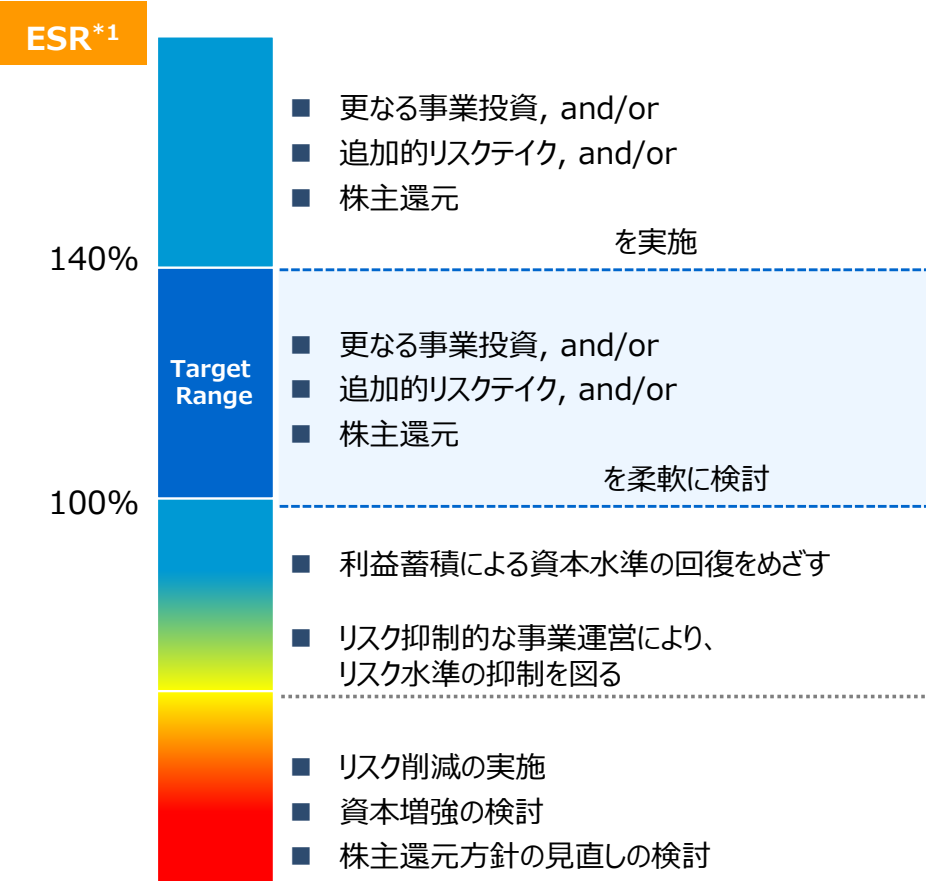 ESR*1
■ 更なる事業投資, and/or
■ 追加的リスクテイク, and/or
■ 株主還元
を実施
140%
■ 更なる事業投資, and/or
■ 追加的リスクテイク, and/or
■ 株主還元
を柔軟に検討
Target
Range
100%
■ 利益蓄積による資本水準の回復をめざす
■ リスク抑制的な事業運営により、
リスク水準の抑制を図る
■ リスク削減の実施
■ 資本増強の検討
■ 株主還元方針の見直しの検討